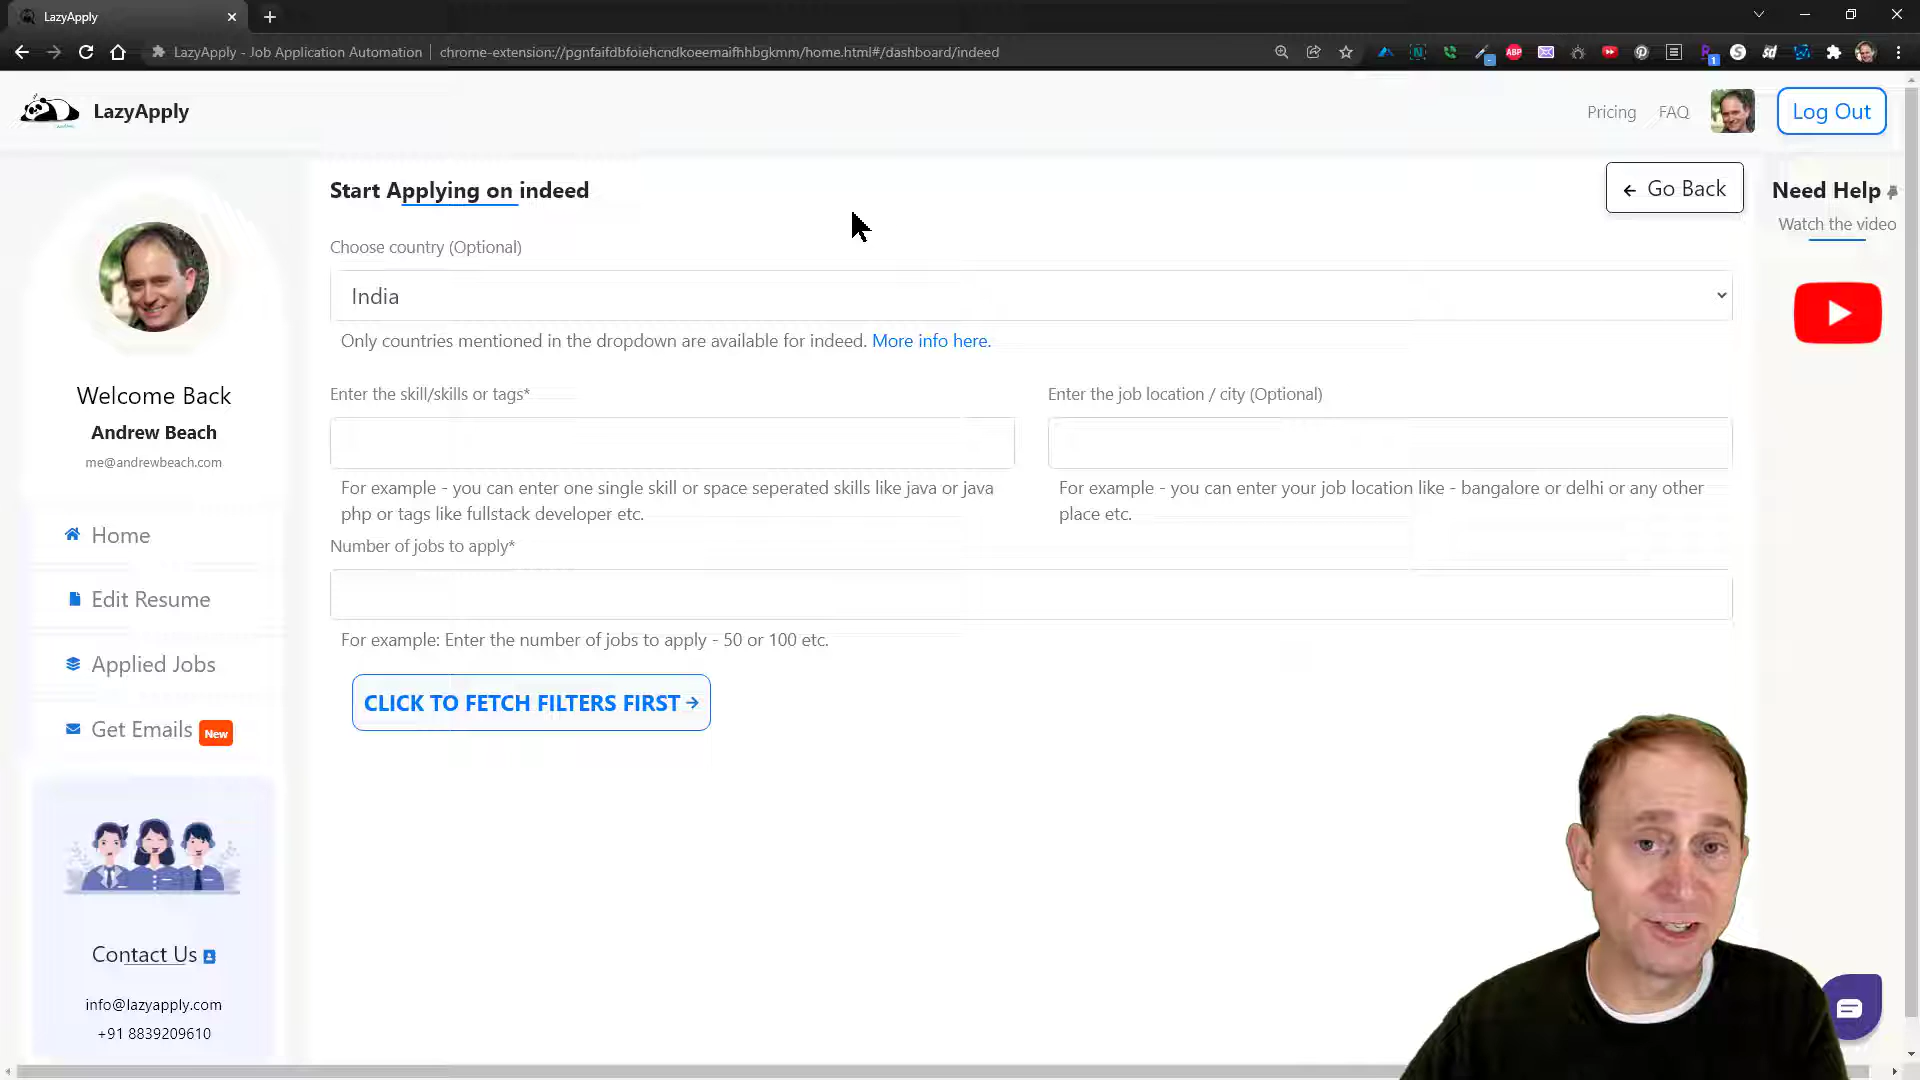 LazyApply
LazyApply - Job Application Automation
chrome-extension://pgnfaifdbfoiehcndkoeemaifhhbgkmm/home.html#/dashboard/indeed
ABP
1
LazyApply
Pricing
FAQ
Log Out
Start Applying on indeed
Go Back
Need Help
Watch the video
Choose country (Optional)
India
Only countries mentioned in the dropdown are available for indeed. More info here.
Enter the skill/skills or tags*
Enter the job location / city (Optional)
For example - you can enter one single skill or space seperated skills like java or java
php or tags like fullstack developer etc.
For example - you can enter your job location like - bangalore or delhi or any other
place etc.
Number of jobs to apply*
For example: Enter the number of jobs to apply - 50 or 100 etc.
CLICK TO FETCH FILTERS FIRST
Welcome Back
Andrew Beach
me@andrewbeach.com
Home
Edit Resume
Applied Jobs
Get Emails New
Contact Us
info@lazyapply.com
+91 8839209610